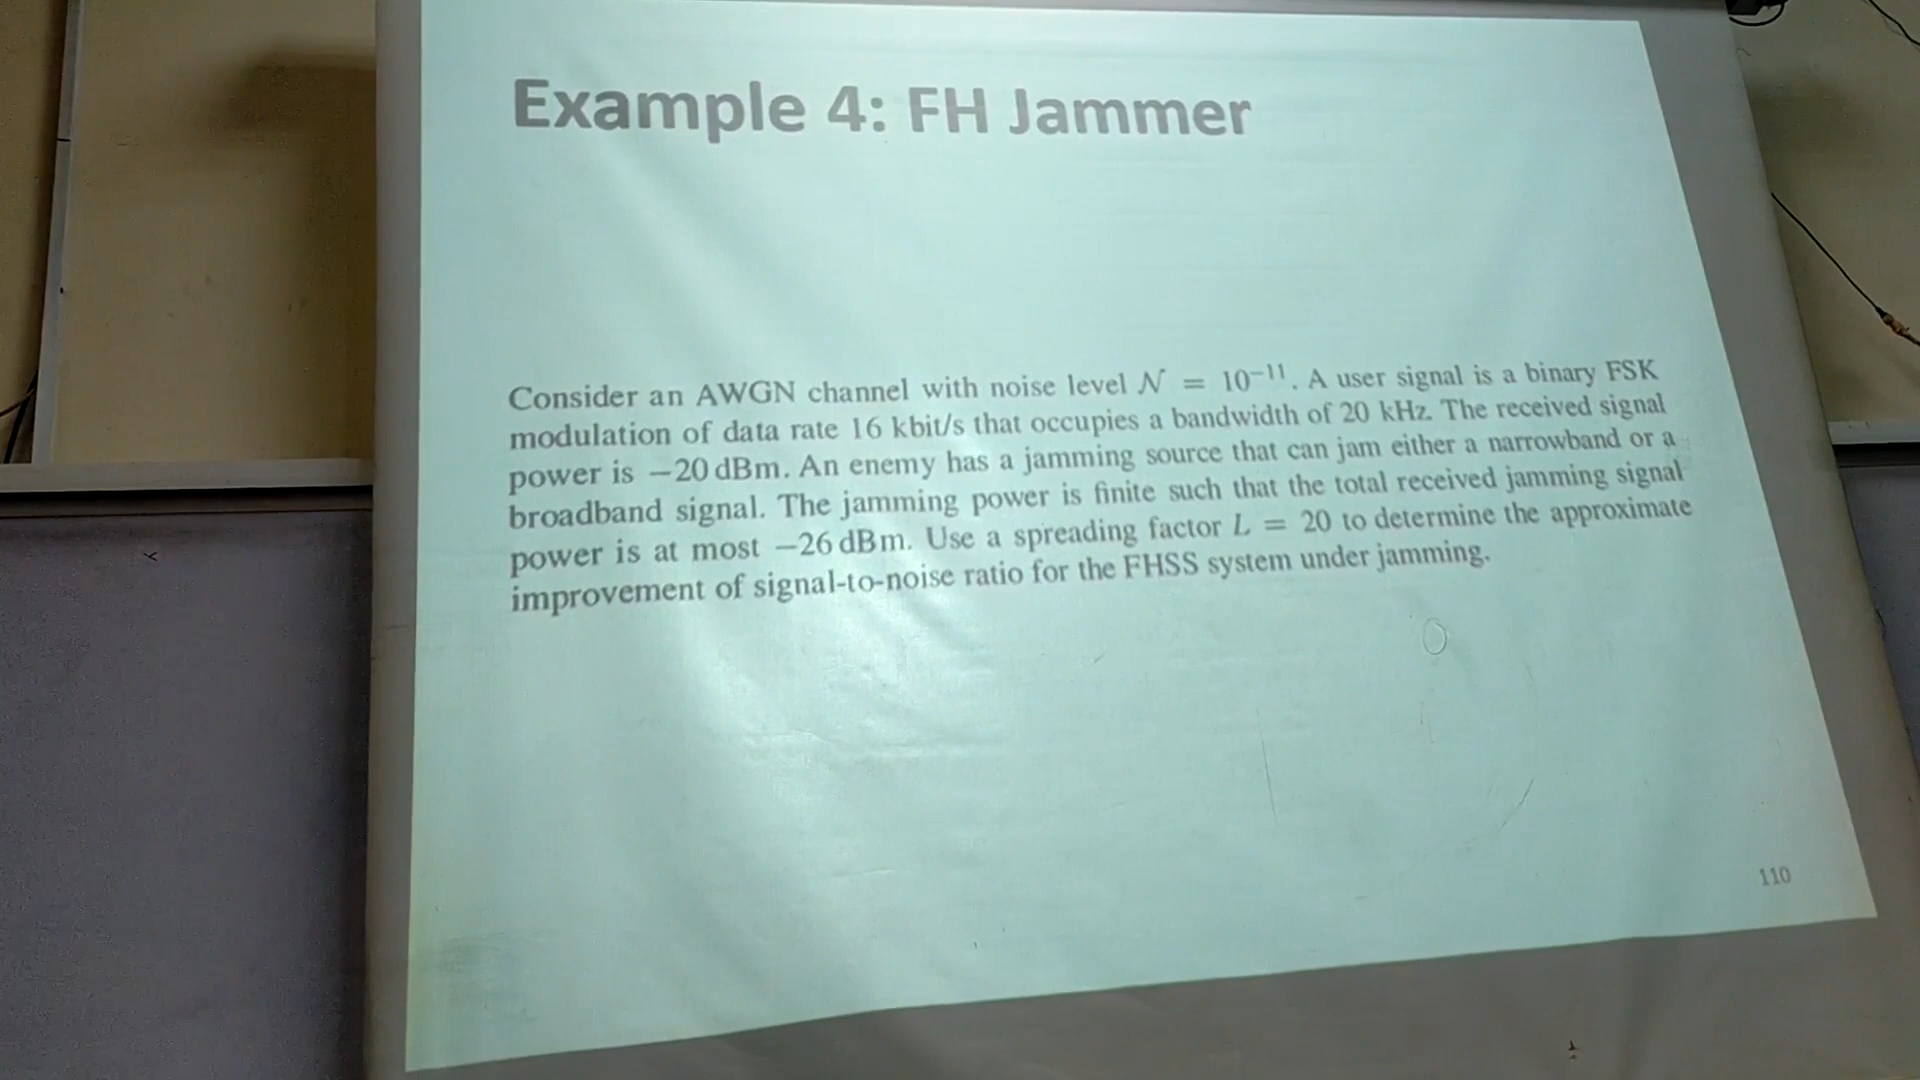 Example 4: FH Jammer
Consider an AWGN channel with noise level 𝒩 = 10⁻¹¹. A user signal is a binary FSK
modulation of data rate 16 kbit/s that occupies a bandwidth of 20 kHz. The received signal
power is −20 dBm. An enemy has a jamming source that can jam either a narrowband or a
broadband signal. The jamming power is finite such that the total received jamming signal
power is at most −26 dBm. Use a spreading factor L = 20 to determine the approximate
improvement of signal-to-noise ratio for the FHSS system under jamming.
110